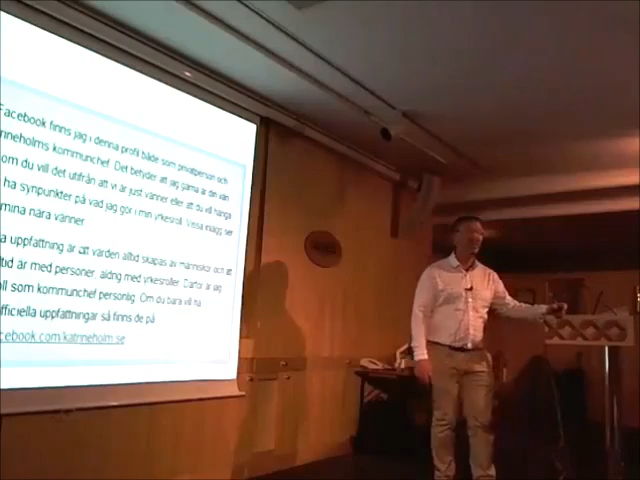 Facebook finns jag i denna profil både som privatperson och
nneholms kommunchef. Det betyder att jag gärna är din vän
om du vill det utifrån att vi är just vänner eller att du vill hänga
ha synpunkter på vad jag gör i min yrkesroll. Vissa inlägg ser
mina nära vänner.
a uppfattning är att värden alltid skapas av människor och ett
tid är med personer, aldrig med yrkesroller. Därför är jag
oll som kommunchef personlig. Om du bara vill ha
fficiella uppfattningar så finns de på
cebook.com/katrineholm.se